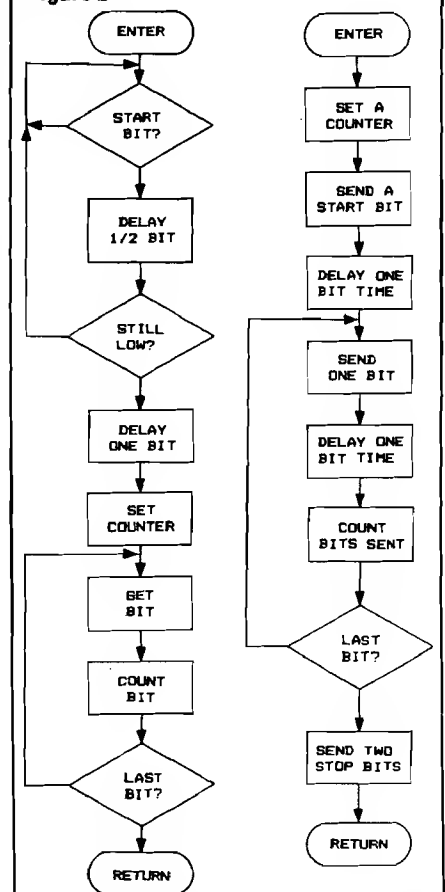 ENTER
START
BIT?
DELAY
1/2 BIT
STILL
LOW?
DELAY
ONE BIT
SET
COUNTER
GET
BIT
COUNT
BIT
LAST
BIT?
RETURN
ENTER
SET A
COUNTER
SEND A
START BIT
DELAY ONE
BIT TIME
SEND
ONE BIT
DELAY ONE
BIT TIME
COUNT
BITS SENT
LAST
BIT?
SEND TWO
STOP BITS
RETURN